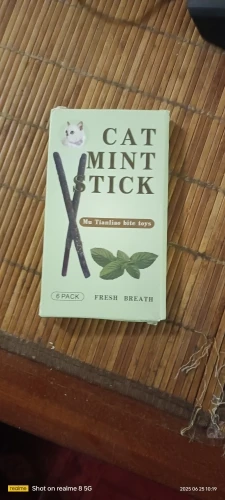 CAT
MINT
STICK
Mu Tianliao bite toys
6 PACK
FRESH BREATH
realme
Shot on realme 8 5G
2025 06 25 10:19